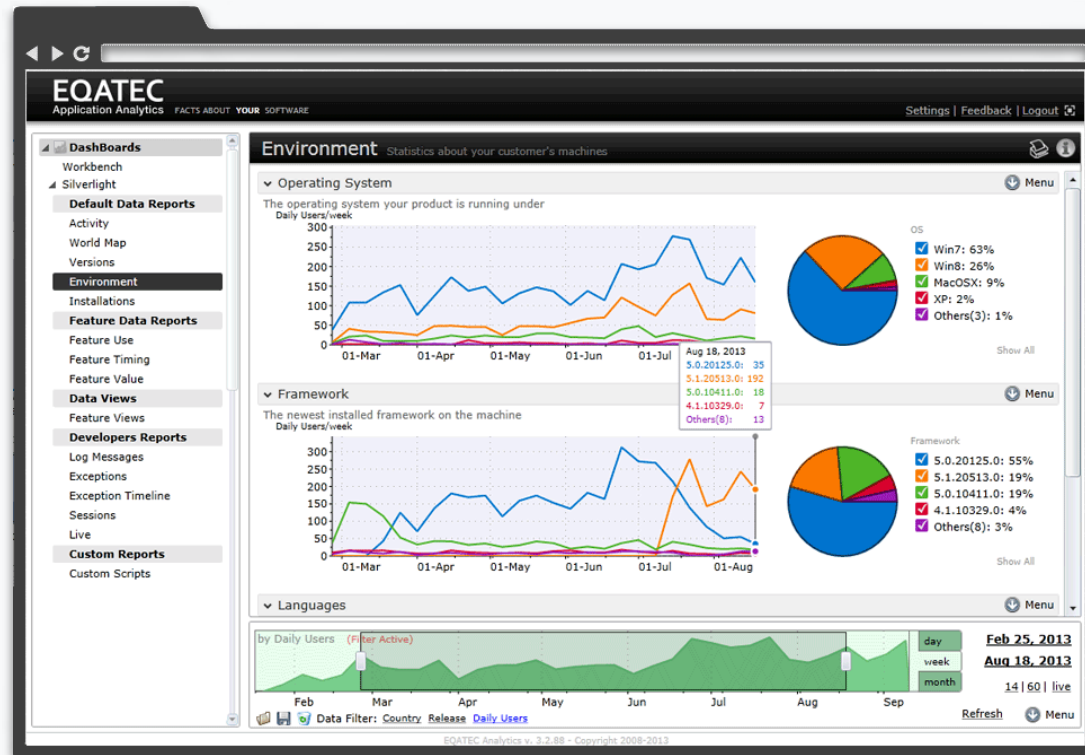 EQATEC
Application Analytics FACTS ABOUT YOUR SOFTWARE
Settings | Feedback | Logout
DashBoards
Workbench
Silverlight
Default Data Reports
Activity
World Map
Versions
Environment
Installations
Feature Data Reports
Feature Use
Feature Timing
Feature Value
Data Views
Feature Views
Developers Reports
Log Messages
Exceptions
Exception Timeline
Sessions
Live
Custom Reports
Custom Scripts
Environment Statistics about your customer's machines
Operating System Menu
The operating system your product is running under
Daily Users/week
300
250
200
150
100
50
0
01-Mar 01-Apr 01-May 01-Jun 01-Jul
OS
Win7: 63%
Win8: 26%
MacOSX: 9%
XP: 2%
Others(3): 1%
Show All
Aug 18, 2013
5.0.20125.0: 35
5.1.20513.0: 192
5.0.10411.0: 18
4.1.10329.0: 7
Others(8): 13
Framework Menu
The newest installed framework on the machine
Daily Users/week
300
250
200
150
100
50
0
01-Mar 01-Apr 01-May 01-Jun 01-Jul 01-Aug
Framework
5.0.20125.0: 55%
5.1.20513.0: 19%
5.0.10411.0: 19%
4.1.10329.0: 4%
Others(8): 3%
Show All
Languages Menu
by Daily Users (Filter Active)
Feb Mar Apr May Jun Jul Aug Sep
day
week
month
Feb 25, 2013
Aug 18, 2013
14 | 60 | live
Data Filter: Country Release Daily Users
Refresh Menu
EQATEC Analytics v. 3.2.88 - Copyright 2008-2013